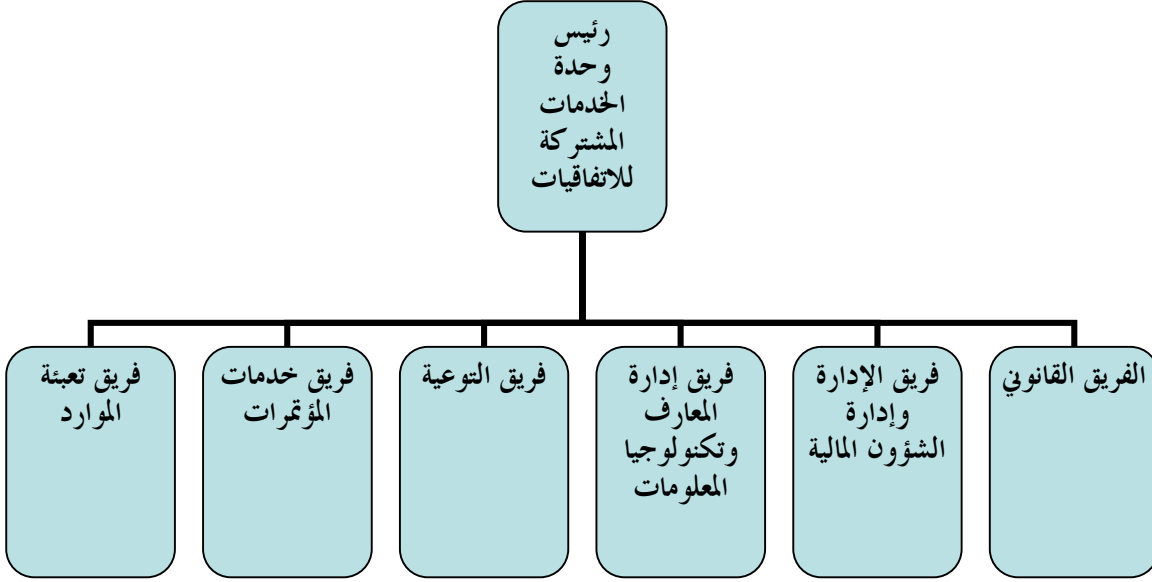 رئيس
وحدة
الخدمات
المشتركة
للاتفاقيات
الفريق القانوني
فريق الإدارة
وإدارة
الشؤون المالية
فريق إدارة
المعارف
وتكنولوجيا
المعلومات
فريق التوعية
فريق خدمات
المؤتمرات
فريق تعبئة
الموارد